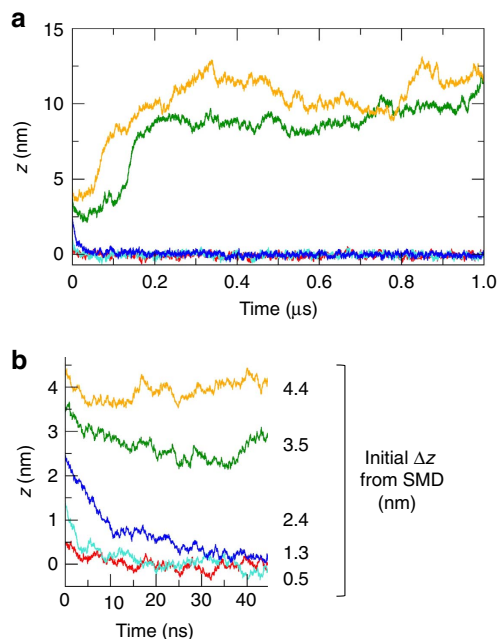 a
15
10
5
0
z (nm)
0 0.2 0.4 0.6 0.8 1.0
Time (μs)
b
4
3
2
1
0
z (nm)
4.4
3.5
2.4
1.3
0.5
Initial Δz
from SMD
(nm)
0 10 20 30 40
Time (ns)